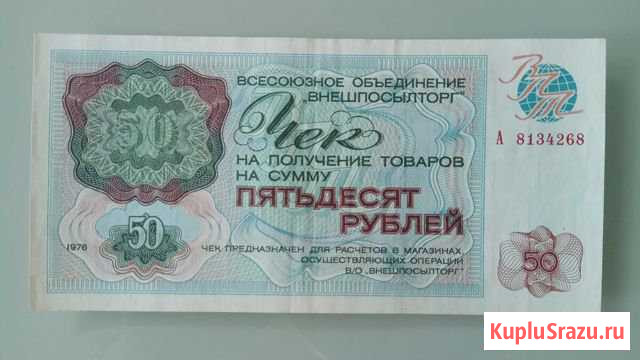 ВСЕСОЮЗНОЕ ОБЪЕДИНЕНИЕ
"ВНЕШПОСЫЛТОРГ"
ВПТ
Чек
А 8134268
50
НА ПОЛУЧЕНИЕ ТОВАРОВ
НА СУММУ
ПЯТЬДЕСЯТ
РУБЛЕЙ
1976
50
ЧЕК ПРЕДНАЗНАЧЕН ДЛЯ РАСЧЕТОВ В МАГАЗИНАХ,
ОСУЩЕСТВЛЯЮЩИХ ОПЕРАЦИИ
В/О „ВНЕШПОСЫЛТОРГ"
50
KupluSrazu.ru